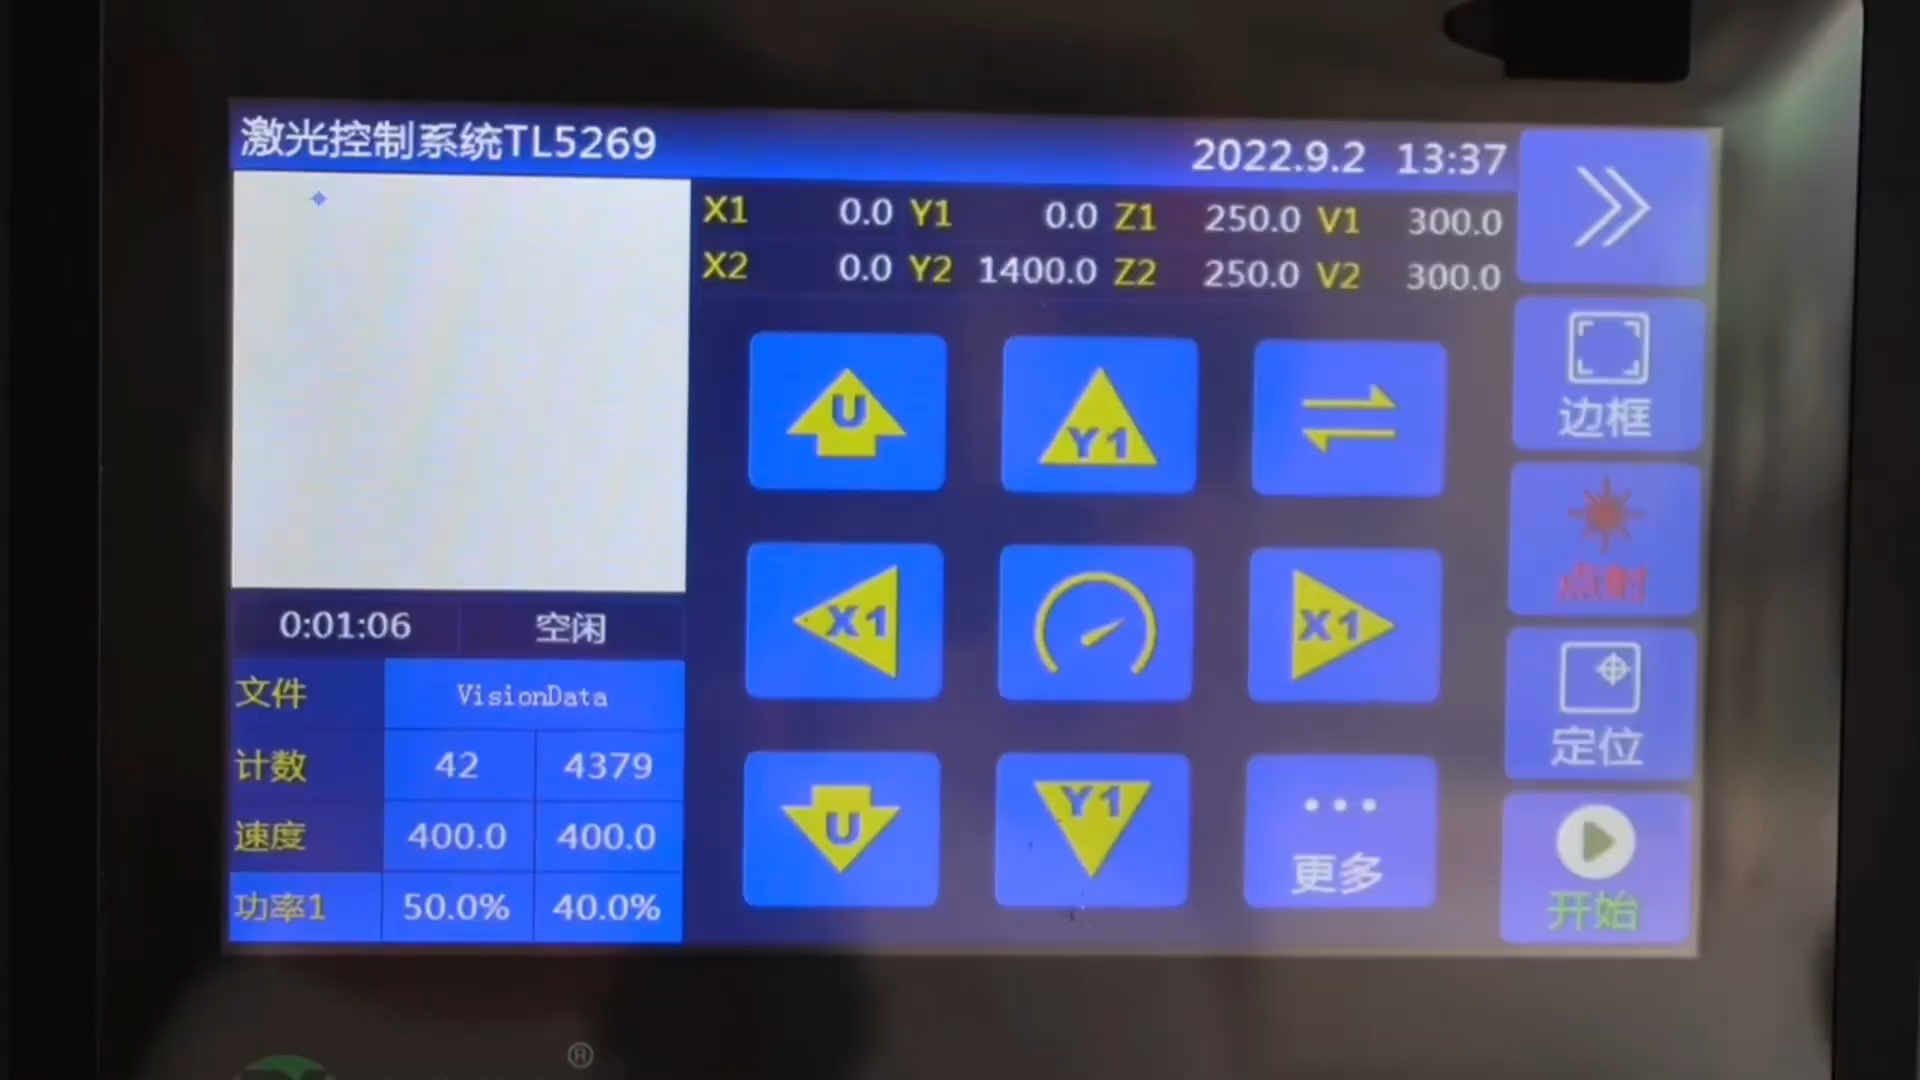 激光控制系统TL5269
2022.9.2 13:37
X1 0.0 Y1 0.0 Z1 250.0 V1 300.0
X2 0.0 Y2 1400.0 Z2 250.0 V2 300.0
U Y1
边框
点射
X1 X1
0:01:06 空闲
文件 VisionData
定位
计数 42 4379
U Y1
更多
速度 400.0 400.0
功率1 50.0% 40.0%
开始
®